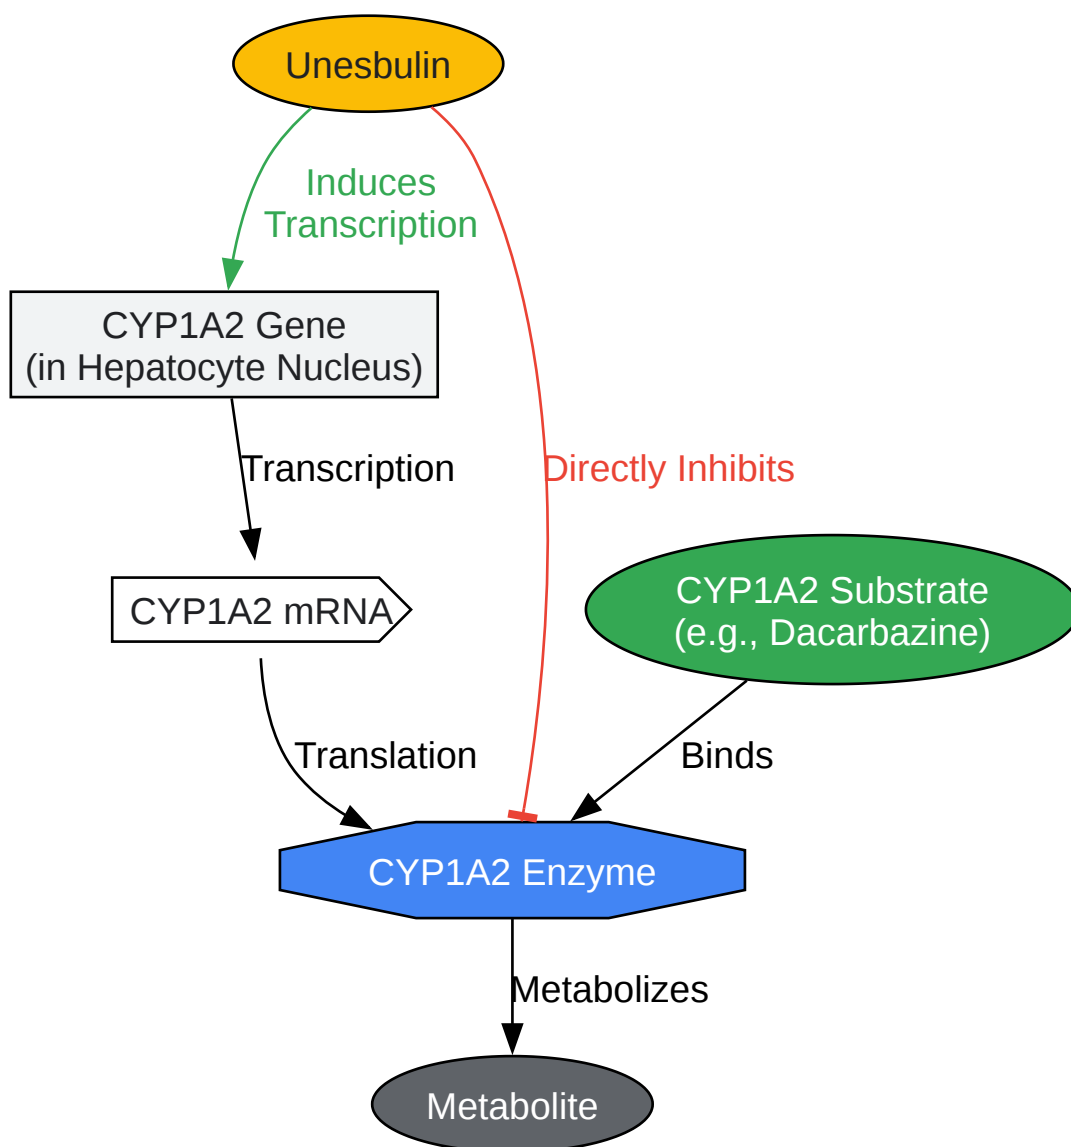 Unesbulin
Induces
Transcription
CYP1A2 Gene
(in Hepatocyte Nucleus)
Transcription
Directly Inhibits
CYP1A2 mRNA
CYP1A2 Substrate
(e.g., Dacarbazine)
Translation
Binds
CYP1A2 Enzyme
Metabolizes
Metabolite